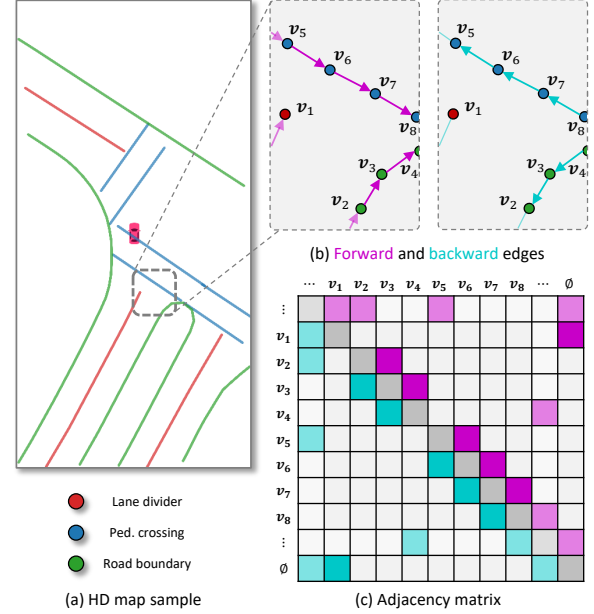 v5
v6
v7
v1
v8
v3
v4
v2
v5
v6
v7
v1
v8
v3
v4
v2
(b) Forward and backward edges
... v1 v2 v3 v4 v5 v6 v7 v8 ... ∅
⋮
v1
v2
v3
v4
v5
v6
v7
v8
⋮
∅
Lane divider
Ped. crossing
Road boundary
(a) HD map sample
(c) Adjacency matrix